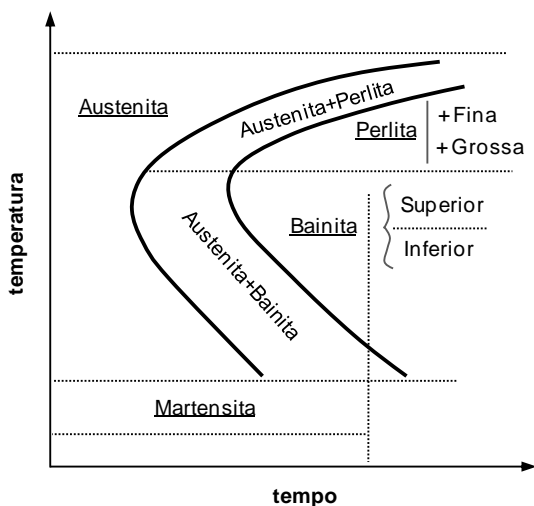 Austenita
Austenita+Perlita
Perlita
+Fina
+Grossa
temperatura
Bainita
Superior
Inferior
Austenita+Bainita
Martensita
tempo